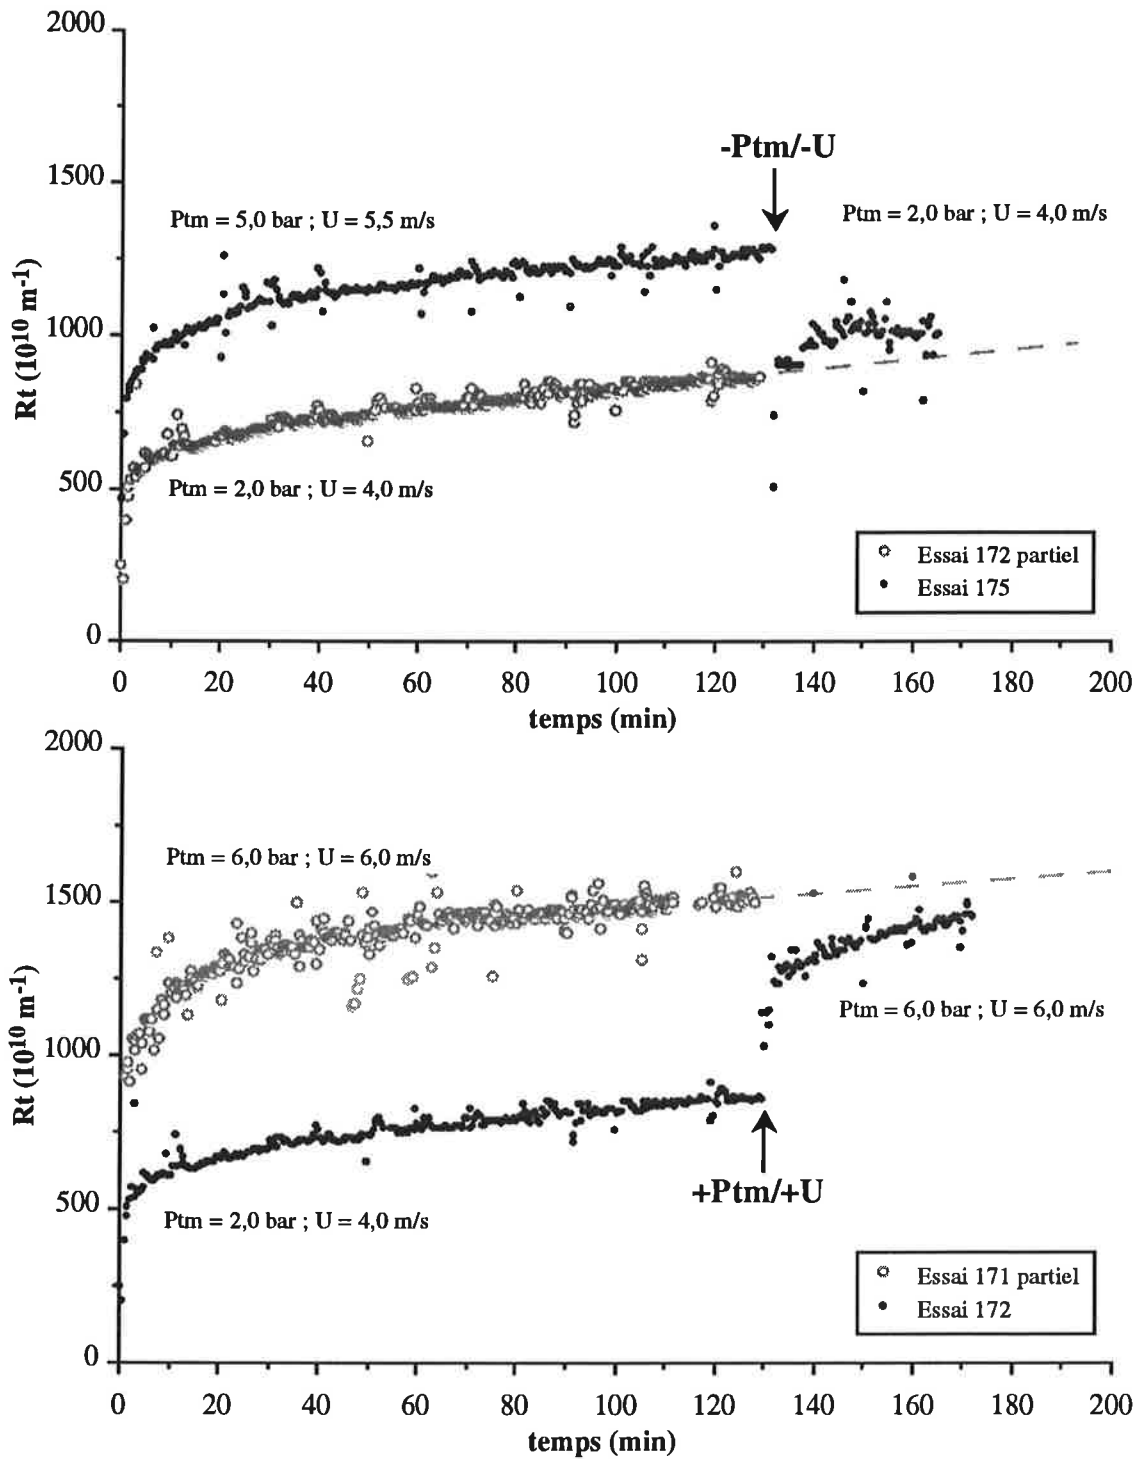 2000
-Ptm/-U
1500
Ptm = 5,0 bar ; U = 5,5 m/s
Ptm = 2,0 bar ; U = 4,0 m/s
Rt (10¹⁰ m⁻¹)
1000
500
Ptm = 2,0 bar ; U = 4,0 m/s
Essai 172 partiel
Essai 175
0
0 20 40 60 80 100 120 140 160 180 200
temps (min)
2000
Ptm = 6,0 bar ; U = 6,0 m/s
1500
Ptm = 6,0 bar ; U = 6,0 m/s
Rt (10¹⁰ m⁻¹)
1000
+Ptm/+U
500
Ptm = 2,0 bar ; U = 4,0 m/s
Essai 171 partiel
Essai 172
0
0 20 40 60 80 100 120 140 160 180 200
temps (min)